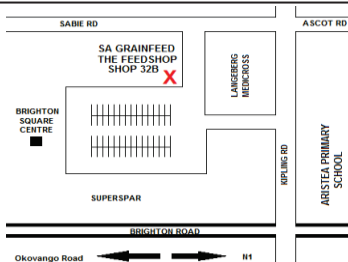 SABIE RD
ASCOT RD
SA GRAINFEED
THE FEEDSHOP
SHOP 32B
X
LANGEBERG
MEDICROSS
BRIGHTON
SQUARE
CENTRE
KIPLING RD
ARISTEA PRIMARY
SCHOOL
SUPERSPAR
BRIGHTON ROAD
Okovango Road
N1